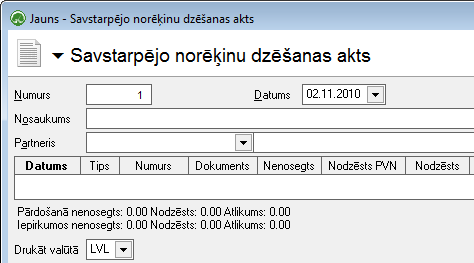 Jauns - Savstarpējo norēķinu dzēšanas akts
Savstarpējo norēķinu dzēšanas akts
Numurs 1 Datums 02.11.2010
Nosaukums
Partneris
Datums Tips Numurs Dokuments Nenosegts Nodzēsts PVN Nodzēsts
Pārdošanā nenosegts: 0.00 Nodzēsts: 0.00 Atlikums: 0.00
Iepirkumos nenosegts: 0.00 Nodzēsts: 0.00 Atlikums: 0.00
Drukāt valūtā LVL